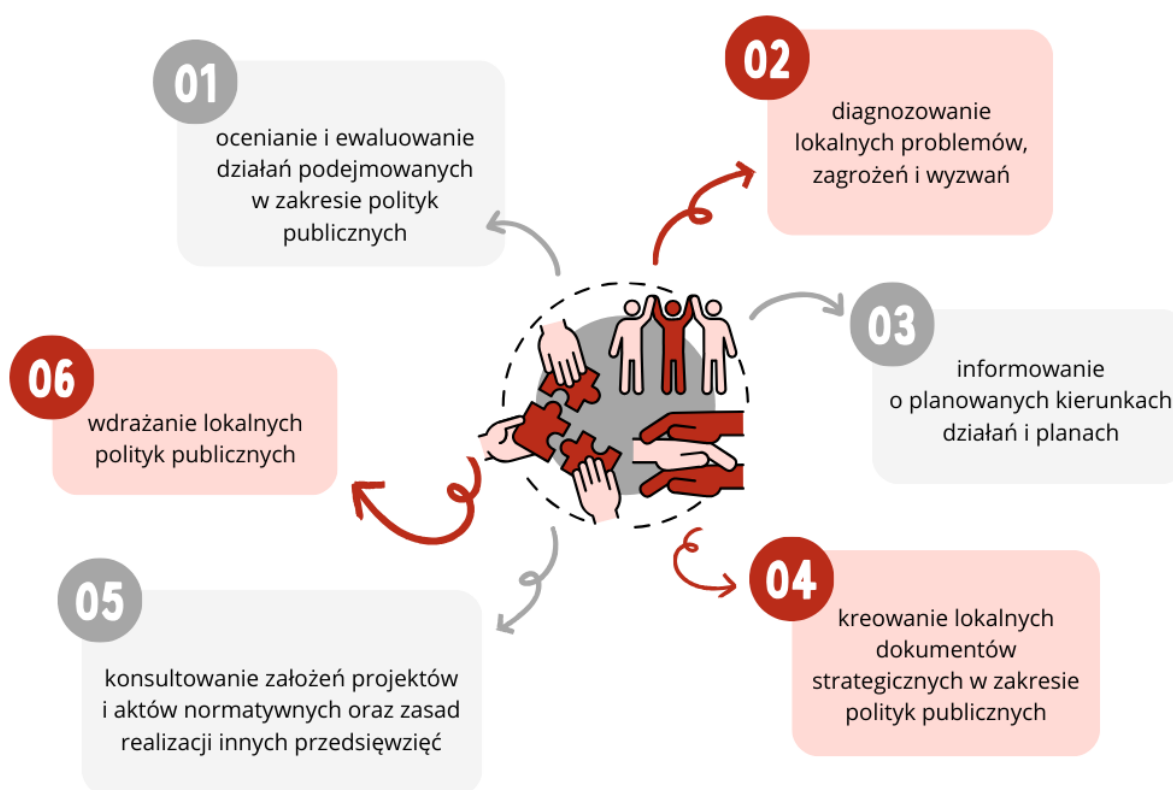 01
ocenianie i ewaluowanie
działań podejmowanych
w zakresie polityk
publicznych
02
diagnozowanie
lokalnych problemów,
zagrożeń i wyzwań
03
informowanie
o planowanych kierunkach
działań i planach
04
kreowanie lokalnych
dokumentów
strategicznych w zakresie
polityk publicznych
05
konsultowanie założeń projektów
i aktów normatywnych oraz zasad
realizacji innych przedsięwzięć
06
wdrażanie lokalnych
polityk publicznych